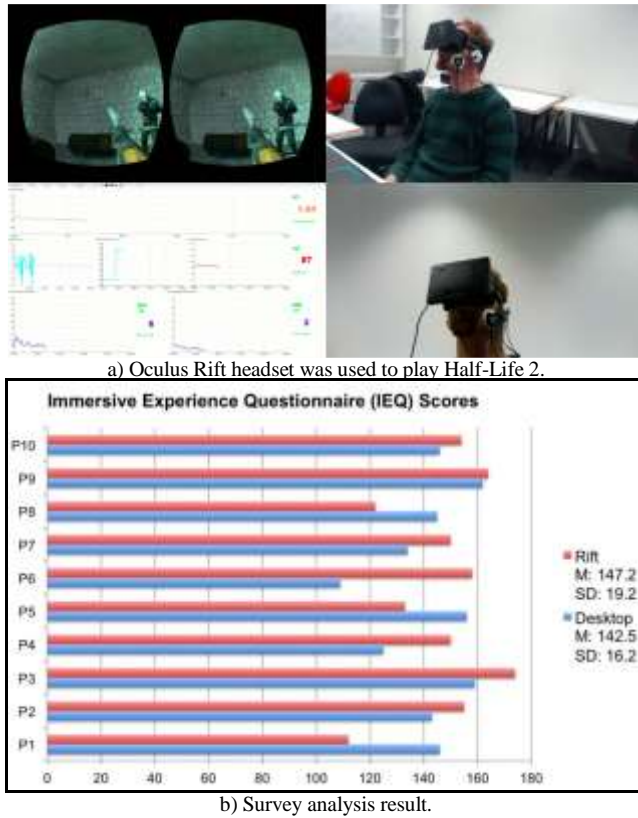 a) Oculus Rift headset was used to play Half-Life 2.
Immersive Experience Questionnaire (IEQ) Scores
P10
P9
P8
P7
P6
P5
P4
P3
P2
P1
0 20 40 60 80 100 120 140 160 180
Rift
M: 147.2
SD: 19.2
Desktop
M: 142.5
SD: 16.2
b) Survey analysis result.